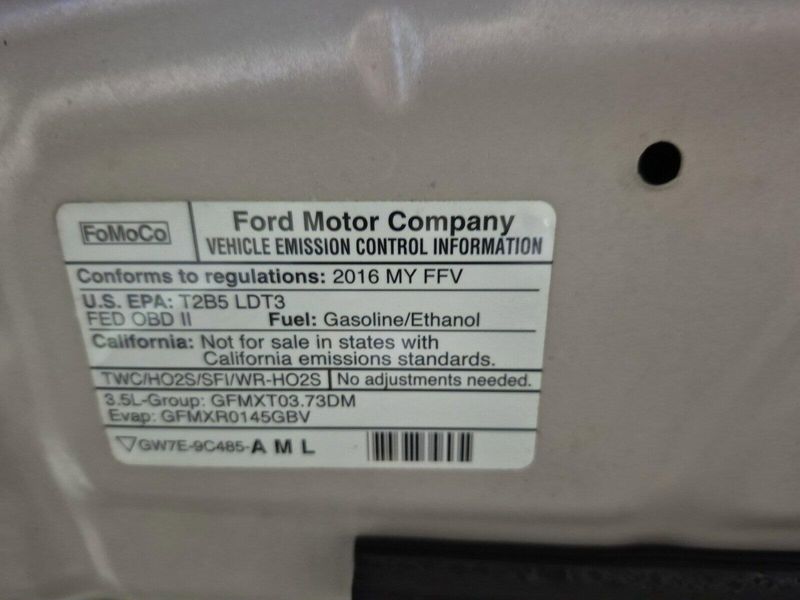 FoMoCo
Ford Motor Company
VEHICLE EMISSION CONTROL INFORMATION
Conforms to regulations: 2016 MY FFV
U.S. EPA: T2B5 LDT3
FED OBD II Fuel: Gasoline/Ethanol
California: Not for sale in states with
California emissions standards.
TWC/HO2S/SFI/WR-HO2S No adjustments needed.
3.5L-Group: GFMXT03.73DM
Evap: GFMXR0145GBV
GW7E-9C485-A M L